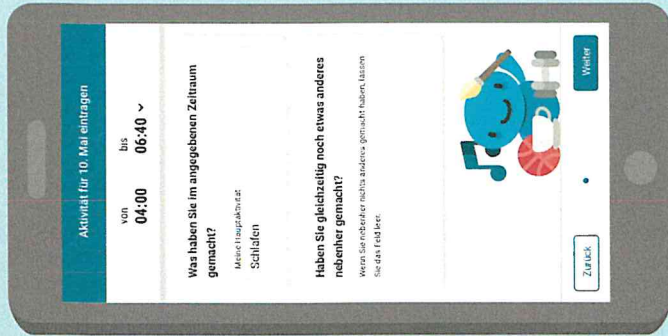 Aktivität für 10. Mai eintragen
von bis
04:00 06:40
Was haben Sie im angegebenen Zeitraum
gemacht?
Meine Hauptaktivität
Schlafen
Haben Sie gleichzeitig noch etwas anderes
nebenher gemacht?
Wenn Sie nebenher nichts anderes gemacht haben, lassen
Sie das Feld leer.
Zurück Weiter